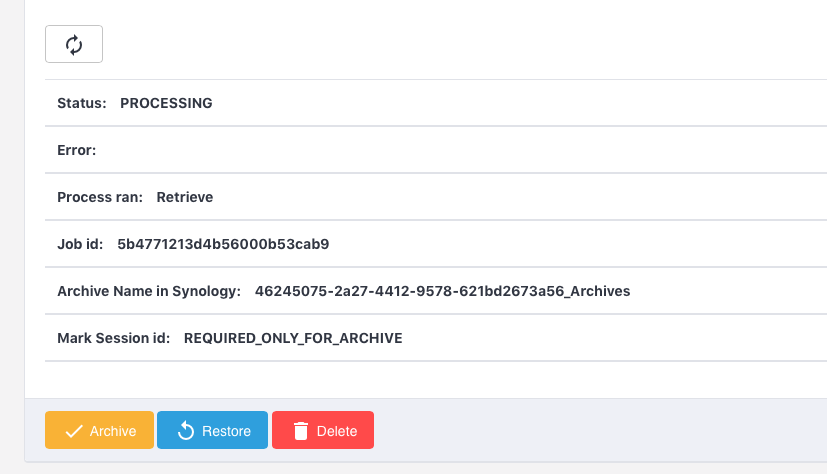 Status: PROCESSING
Error:
Process ran: Retrieve
Job id: 5b4771213d4b56000b53cab9
Archive Name in Synology: 46245075-2a27-4412-9578-621bd2673a56_Archives
Mark Session id: REQUIRED_ONLY_FOR_ARCHIVE
Archive Restore Delete